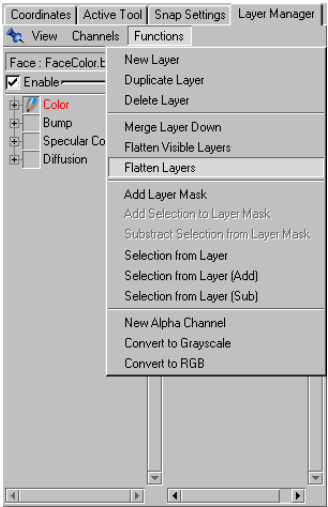 Coordinates Active Tool Snap Settings Layer Manager
View Channels Functions
Face : FaceColor.b
Enable
Color
Bump
Specular Co
Diffusion
New Layer
Duplicate Layer
Delete Layer
Merge Layer Down
Flatten Visible Layers
Flatten Layers
Add Layer Mask
Add Selection to Layer Mask
Substract Selection from Layer Mask
Selection from Layer
Selection from Layer (Add)
Selection from Layer (Sub)
New Alpha Channel
Convert to Grayscale
Convert to RGB